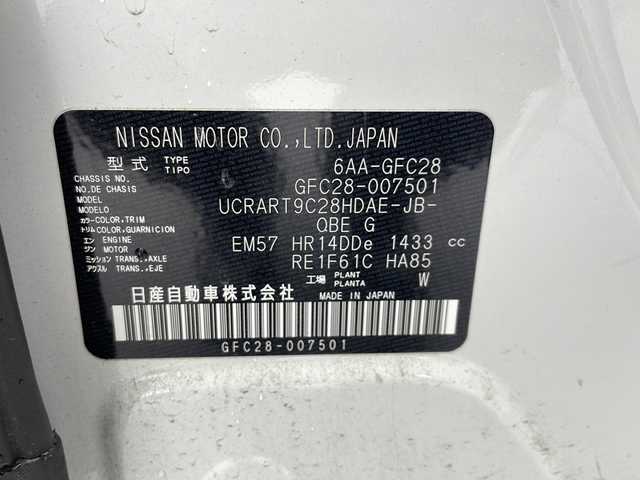 NISSAN MOTOR CO.,LTD.JAPAN
型式 TYPE TIPO 6AA-GFC28
CHASSIS NO.
NO.DE CHASIS GFC28-007501
MODEL
MODELO UCRART9C28HDAE-JB-
カラー COLOR, TRIM
トリム COLOR, GUARNICION QBE G
エン ENGINE
ジン MOTOR EM57 HR14DDe 1433 cc
ミッション TRANS./AXLE
アクスル TRANS./EJE RE1F61C HA85
工場 PLANT PLANTA W
日産自動車株式会社 MADE IN JAPAN
GFC28-007501